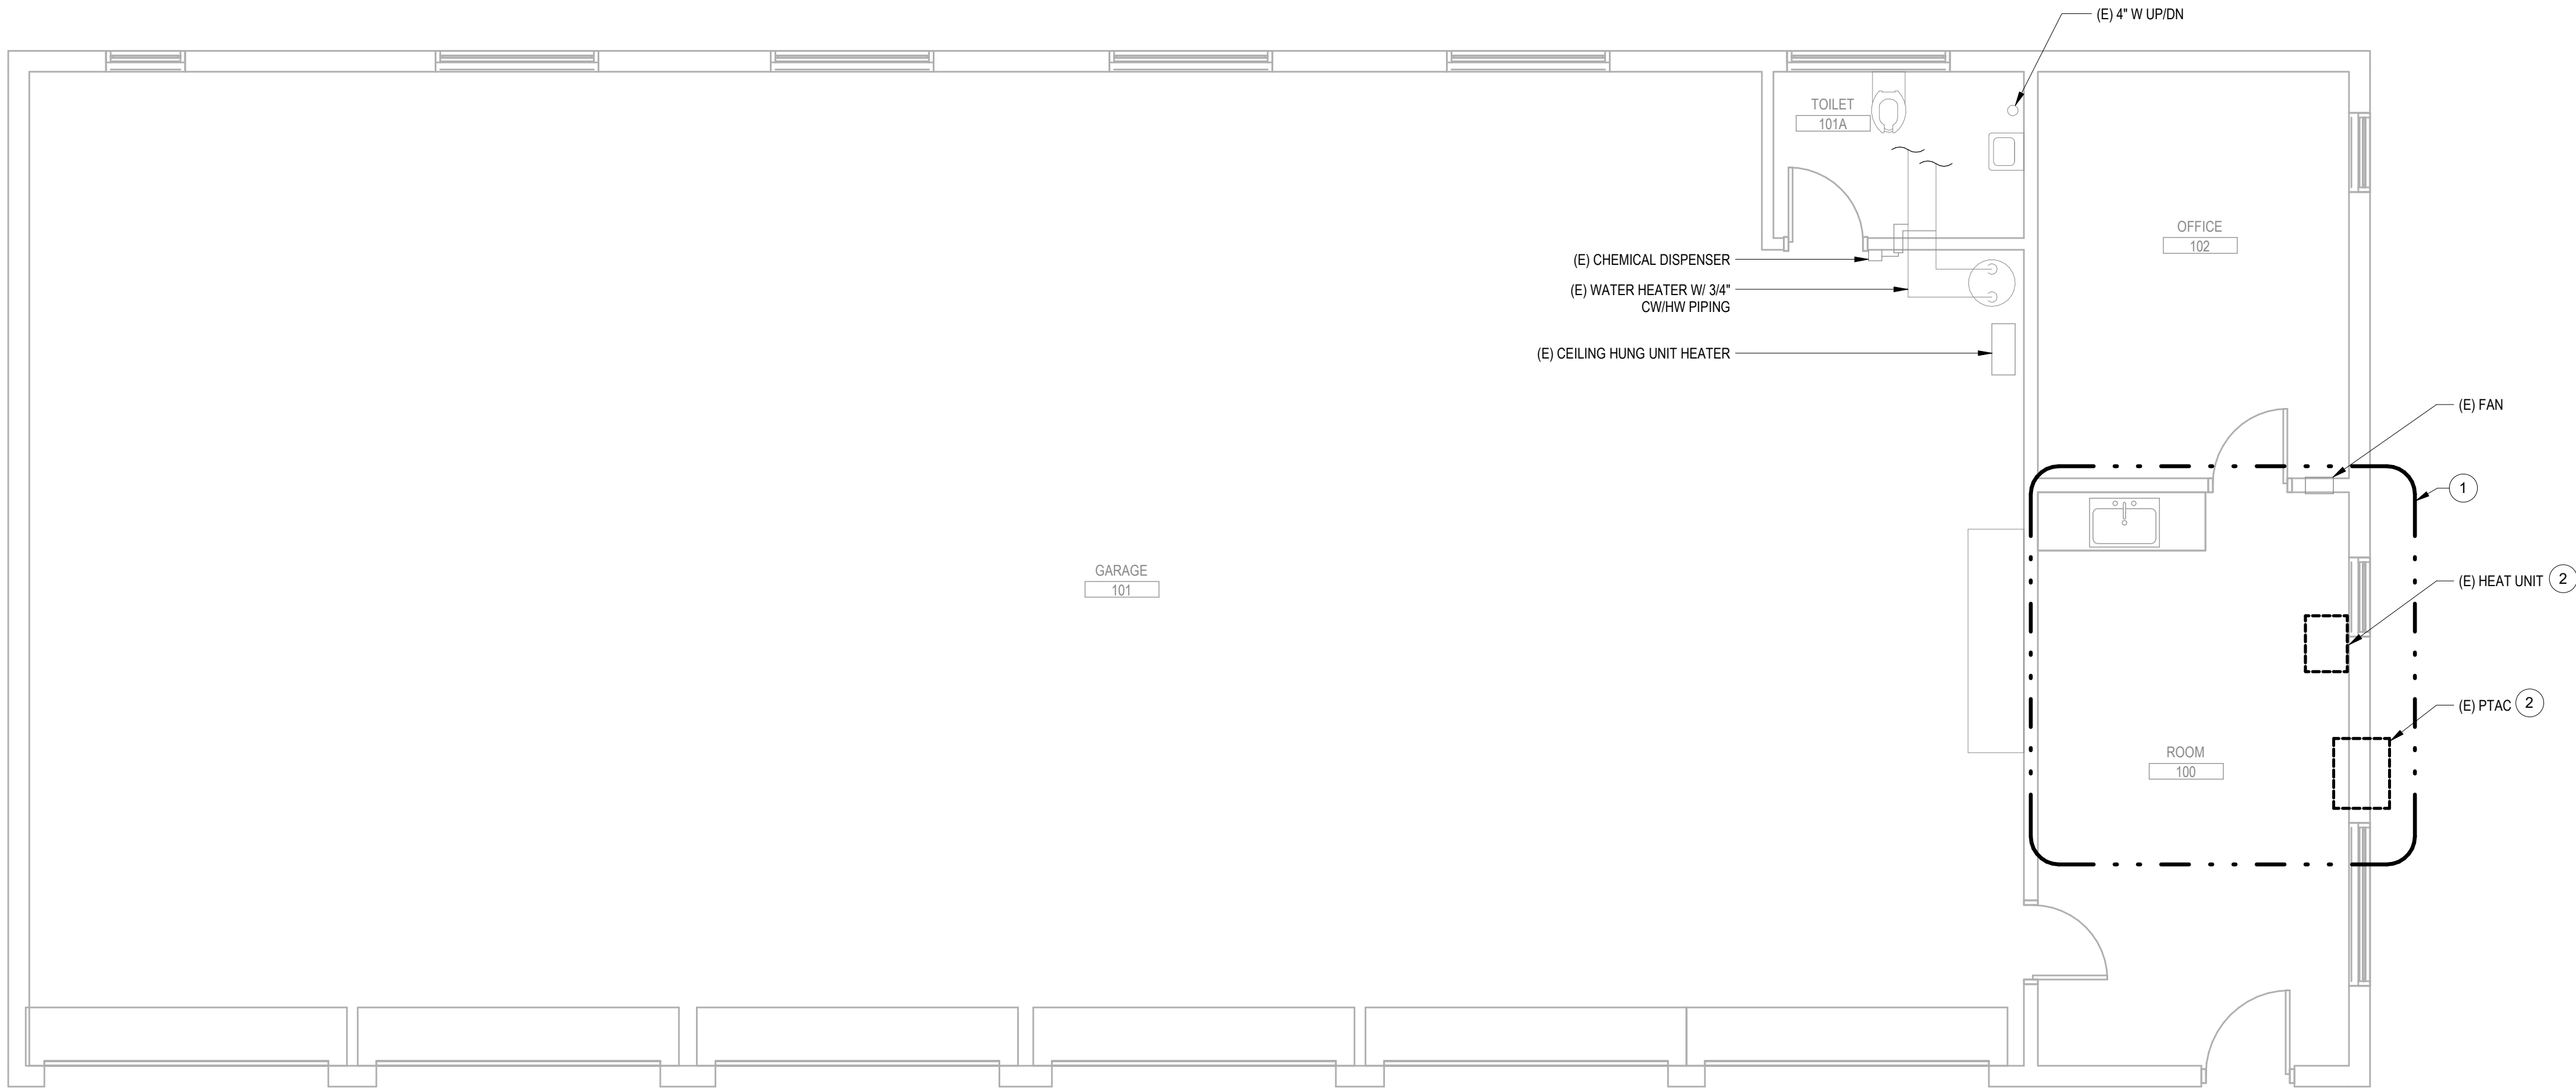 (E) 4" W UP/DN
TOILET
101A
OFFICE
102
(E) CHEMICAL DISPENSER
(E) WATER HEATER W/ 3/4"
CW/HW PIPING
(E) CEILING HUNG UNIT HEATER
(E) FAN
1
GARAGE
101
(E) HEAT UNIT 2
(E) PTAC 2
ROOM
100